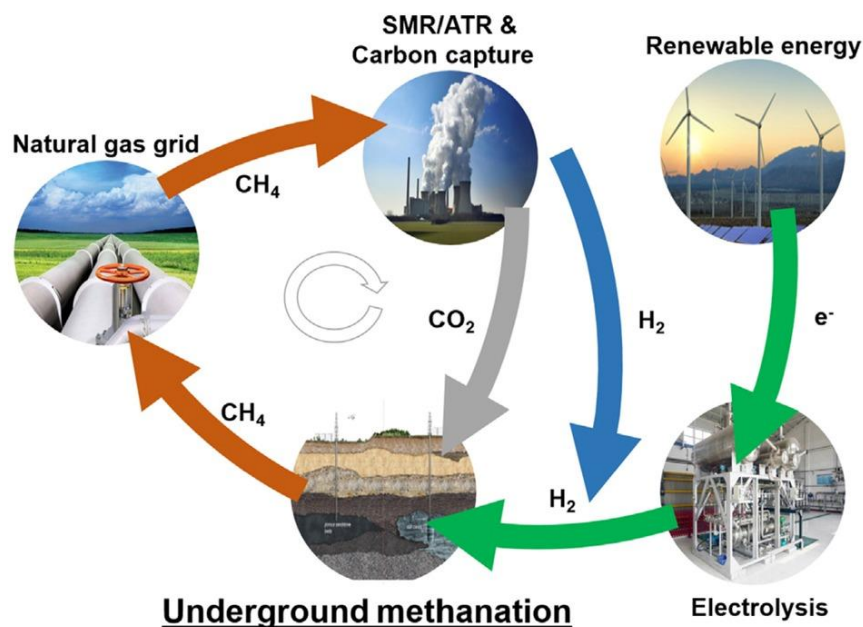 SMR/ATR &
Carbon capture
Renewable energy
Natural gas grid
CH₄
CO₂
H₂
e⁻
CH₄
H₂
Underground methanation
Electrolysis